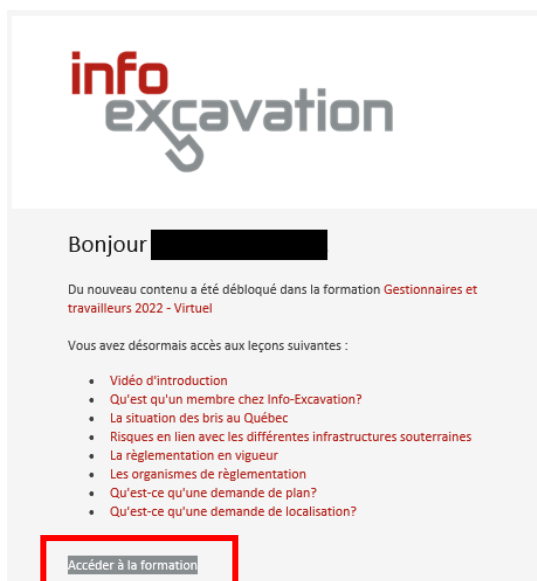 info
excavation
Bonjour
Du nouveau contenu a été débloqué dans la formation Gestionnaires et
travailleurs 2022 - Virtuel
Vous avez désormais accès aux leçons suivantes :
• Vidéo d'introduction
• Qu'est qu'un membre chez Info-Excavation?
• La situation des bris au Québec
• Risques en lien avec les différentes infrastructures souterraines
• La règlementation en vigueur
• Les organismes de règlementation
• Qu'est-ce qu'une demande de plan?
• Qu'est-ce qu'une demande de localisation?
Accéder à la formation